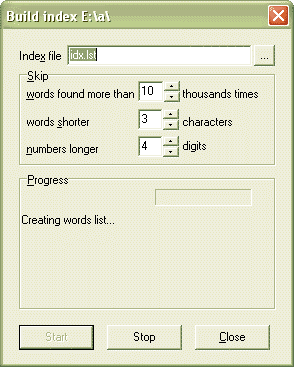 Build index E:\a\
Index file idx.lst ...
Skip
words found more than 10 thousands times
words shorter 3 characters
numbers longer 4 digits
Progress
Creating words list...
Start Stop Close